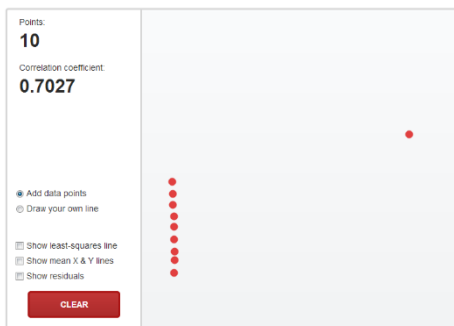 Points:
10
Correlation coefficient:
0.7027
Add data points
Draw your own line
Show least-squares line
Show mean X & Y lines
Show residuals
CLEAR